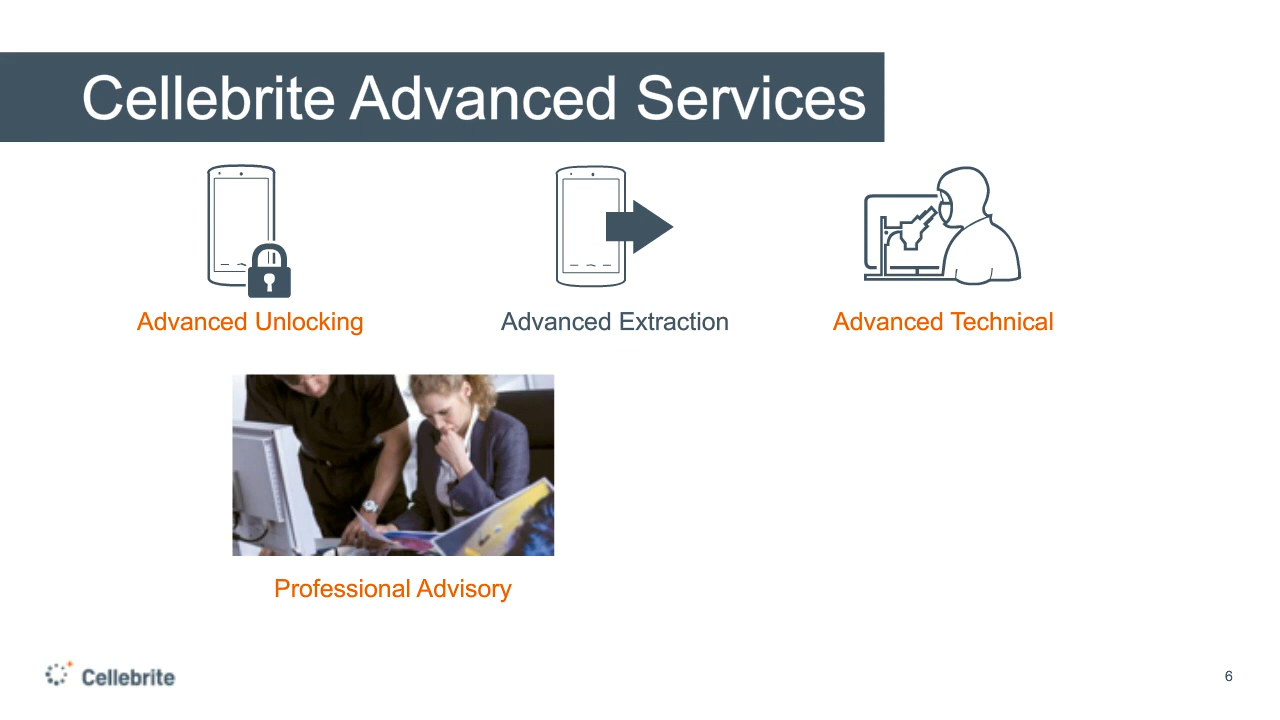 Cellebrite Advanced Services
Advanced Unlocking
Advanced Extraction
Advanced Technical
Professional Advisory
Cellebrite
6